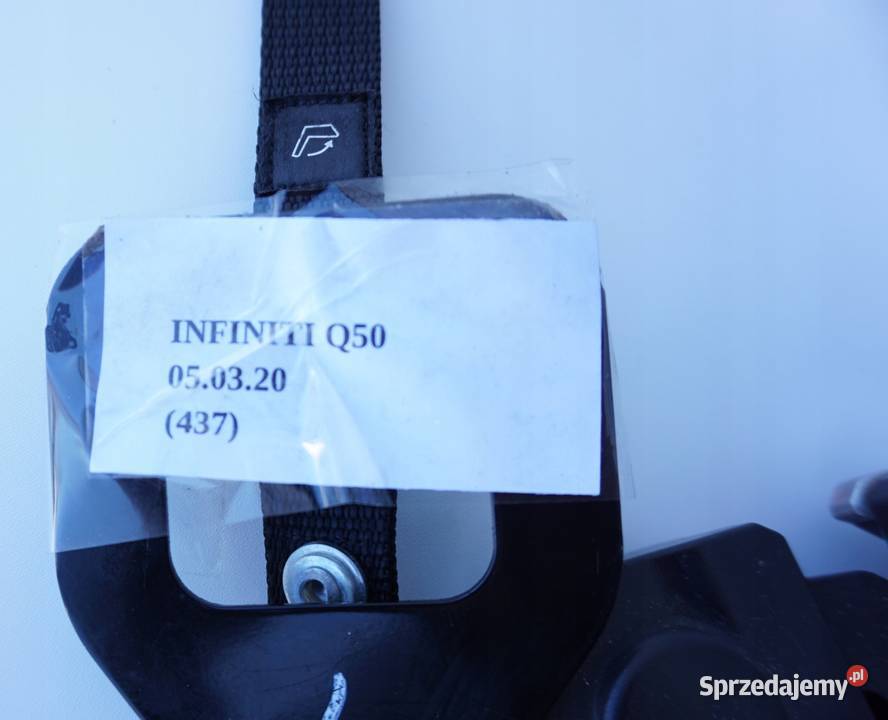 INFINITI Q50
05.03.20
(437)
Sprzedajemy.pl